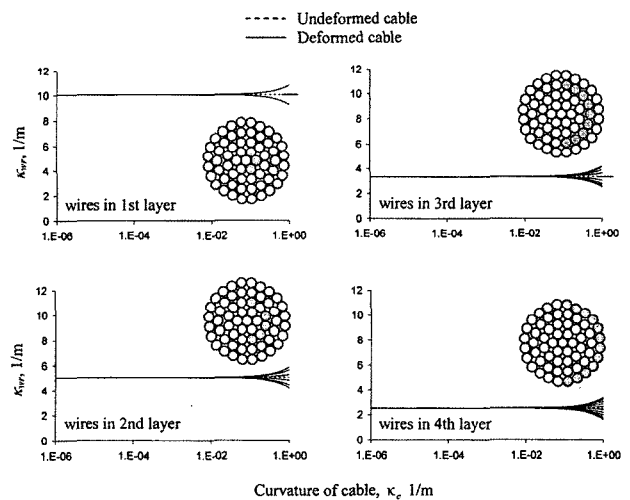 Undeformed cable
Deformed cable
κwr, 1/m
12
10
8
6
4
2
0
wires in 1st layer
1.E-06 1.E-04 1.E-02 1.E+00
12
10
8
6
4
2
0
wires in 3rd layer
1.E-06 1.E-04 1.E-02 1.E+00
κwr, 1/m
12
10
8
6
4
2
0
wires in 2nd layer
1.E-06 1.E-04 1.E-02 1.E+00
12
10
8
6
4
2
0
wires in 4th layer
1.E-06 1.E-04 1.E-02 1.E+00
Curvature of cable, κc 1/m